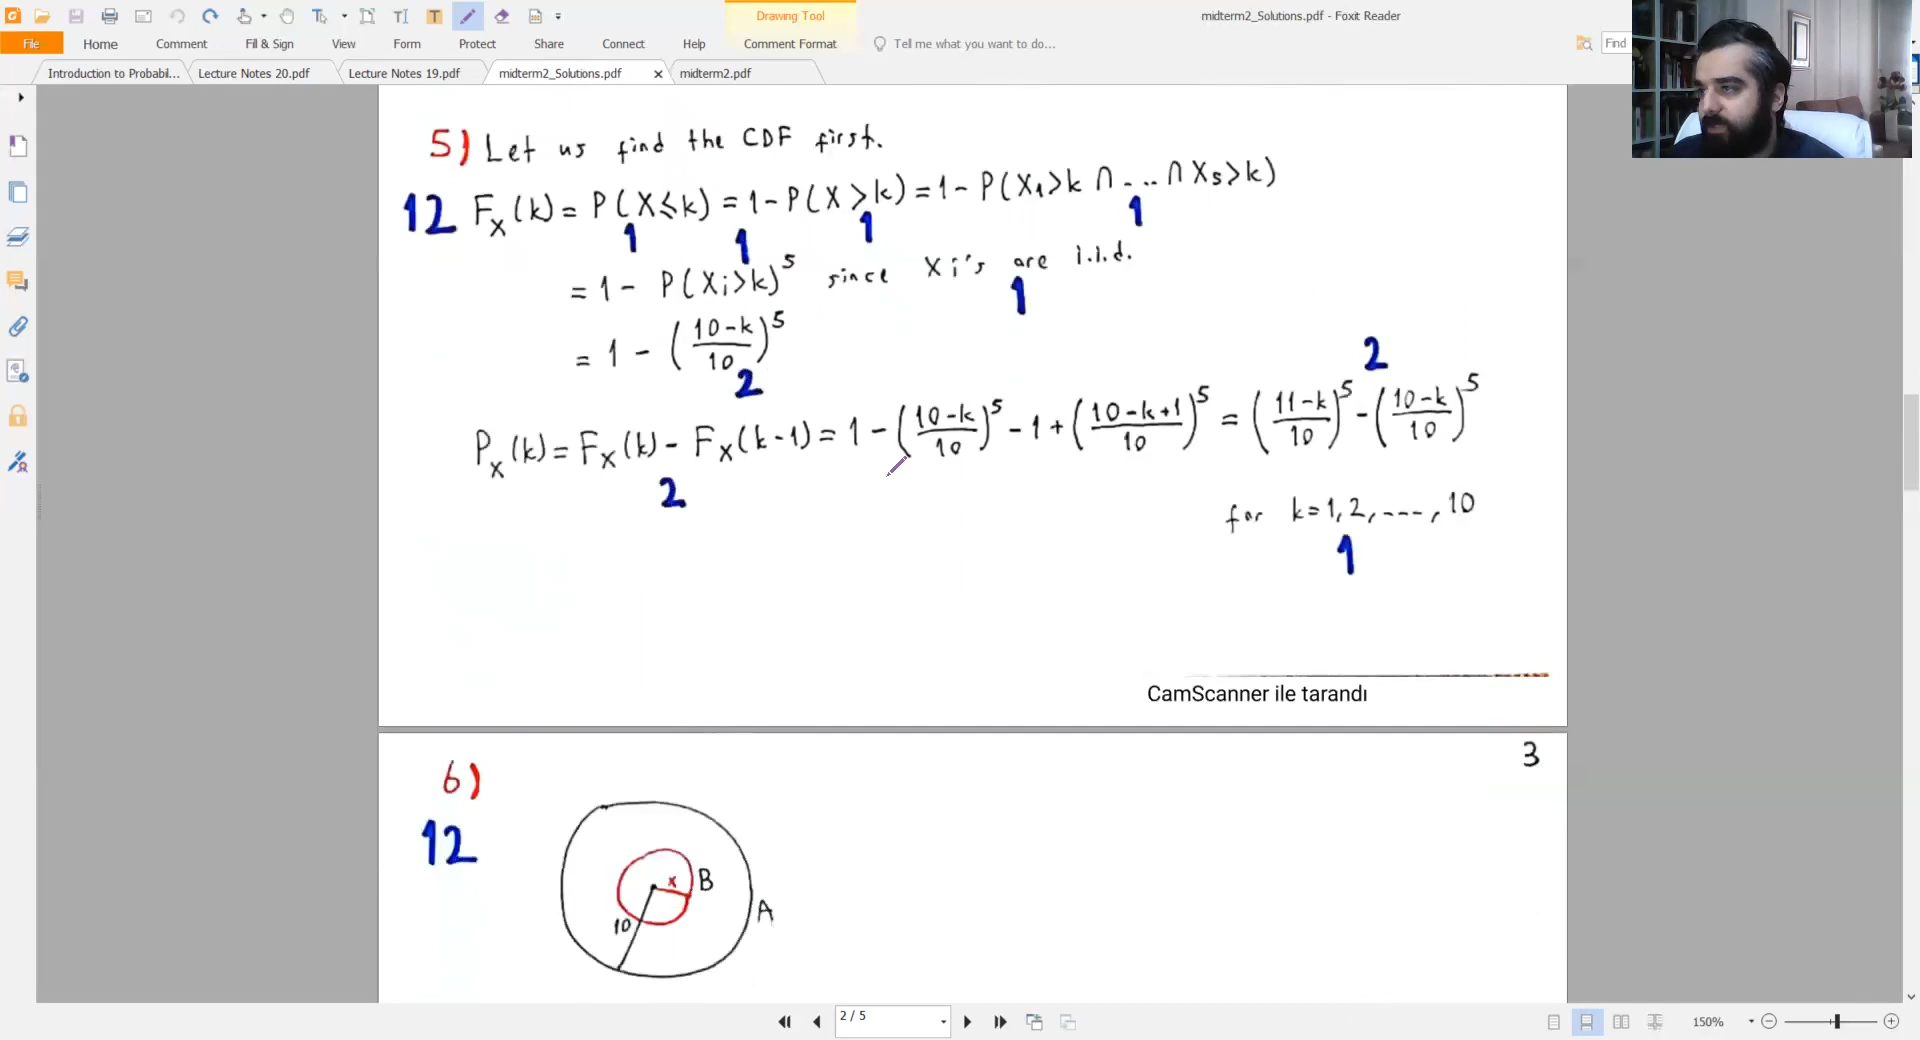 midterm2_Solutions.pdf - Foxit Reader
Drawing Tool
File Home Comment Fill & Sign View Form Protect Share Connect Help Comment Format Tell me what you want to do... Find
Introduction to Probabil... Lecture Notes 20.pdf Lecture Notes 19.pdf midterm2_Solutions.pdf midterm2.pdf
5) Let us find the CDF first.
12 F_X(k) = P(X≤k) = 1 - P(X>k) = 1 - P(X_1>k ∩ ... ∩ X_5>k)
1 1 1 1
= 1 - P(X_i>k)^5 since X_i's are i.i.d.
1
= 1 - ((10-k)/10)^5
2 2
P_X(k) = F_X(k) - F_X(k-1) = 1 - ((10-k)/10)^5 - 1 + ((10-k+1)/10)^5 = ((11-k)/10)^5 - ((10-k)/10)^5
2
for k=1,2,----,10
1
CamScanner ile tarandı
3
6)
12
x B
10 A
2 / 5
150%